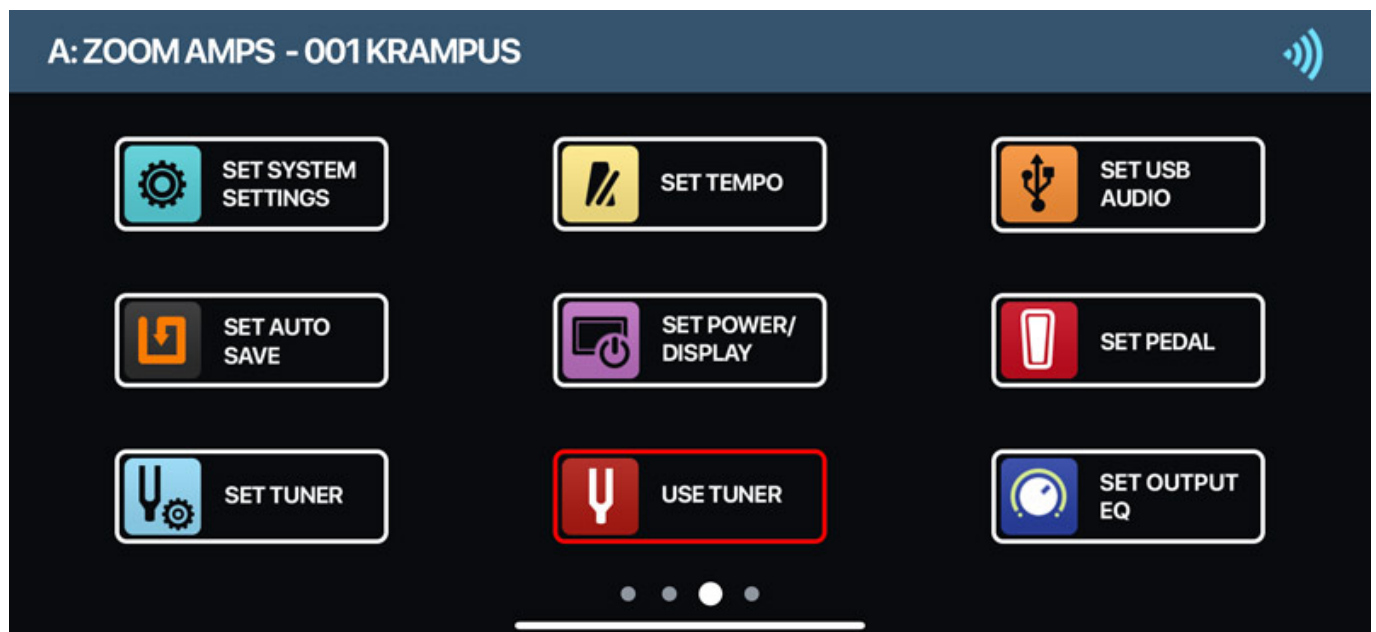 A: ZOOM AMPS - 001 KRAMPUS
SET SYSTEM
SETTINGS
SET TEMPO
SET USB
AUDIO
SET AUTO
SAVE
SET POWER/
DISPLAY
SET PEDAL
SET TUNER
USE TUNER
SET OUTPUT
EQ